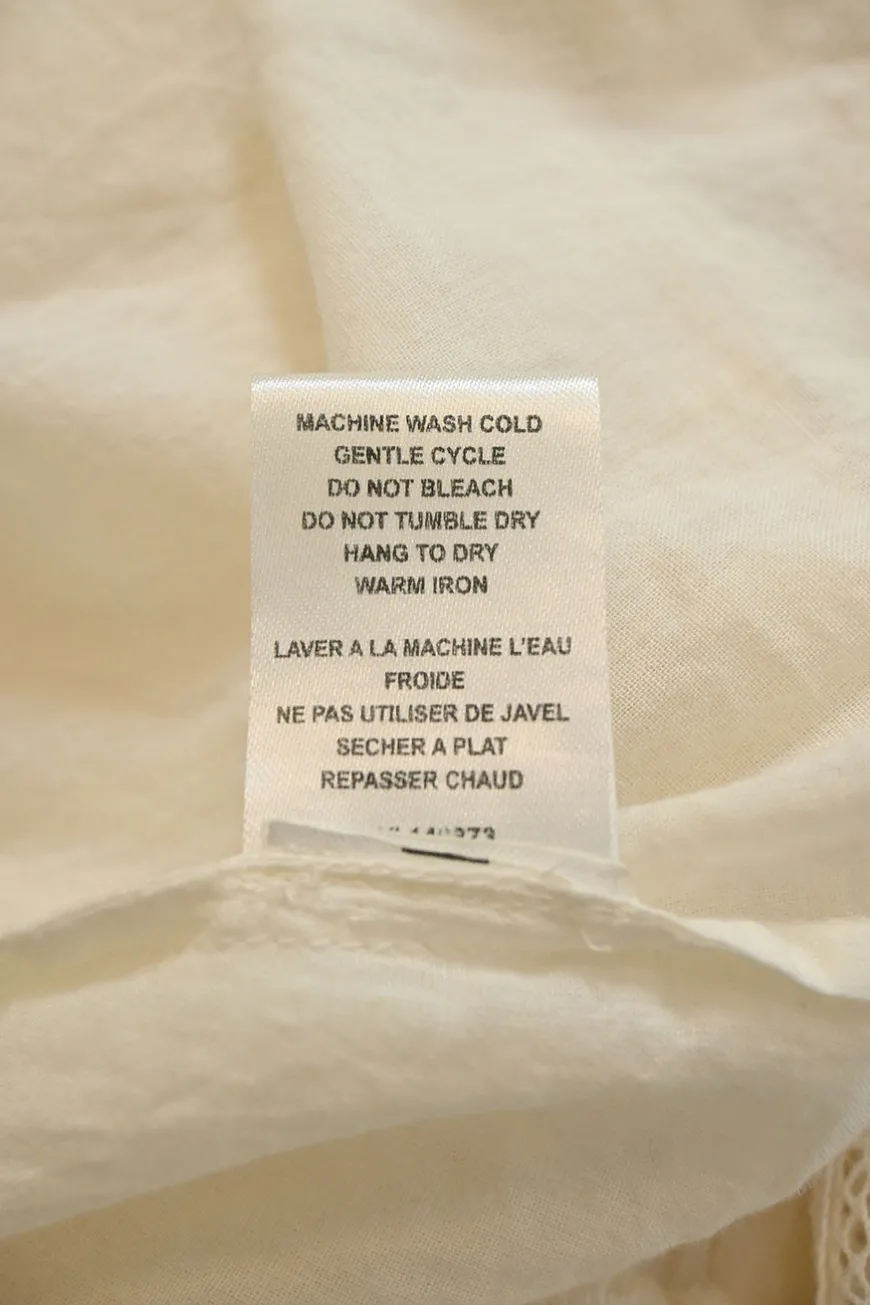 MACHINE WASH COLD
GENTLE CYCLE
DO NOT BLEACH
DO NOT TUMBLE DRY
HANG TO DRY
WARM IRON
LAVER A LA MACHINE L'EAU
FROIDE
NE PAS UTILISER DE JAVEL
SECHER A PLAT
REPASSER CHAUD